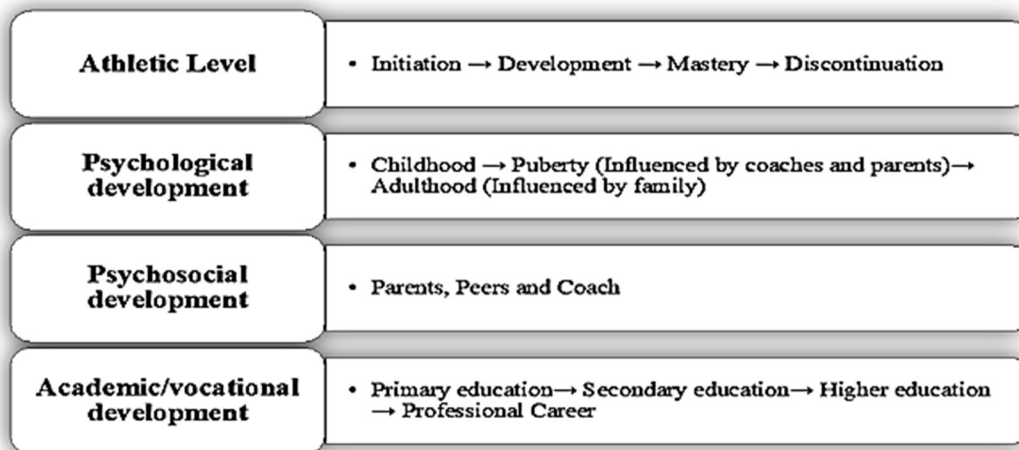 Athletic Level
• Initiation → Development → Mastery → Discontinuation
Psychological
development
• Childhood → Puberty (Influenced by coaches and parents)→
Adulthood (Influenced by family)
Psychosocial
development
• Parents, Peers and Coach
Academic/vocational
development
• Primary education→ Secondary education→ Higher education
→ Professional Career